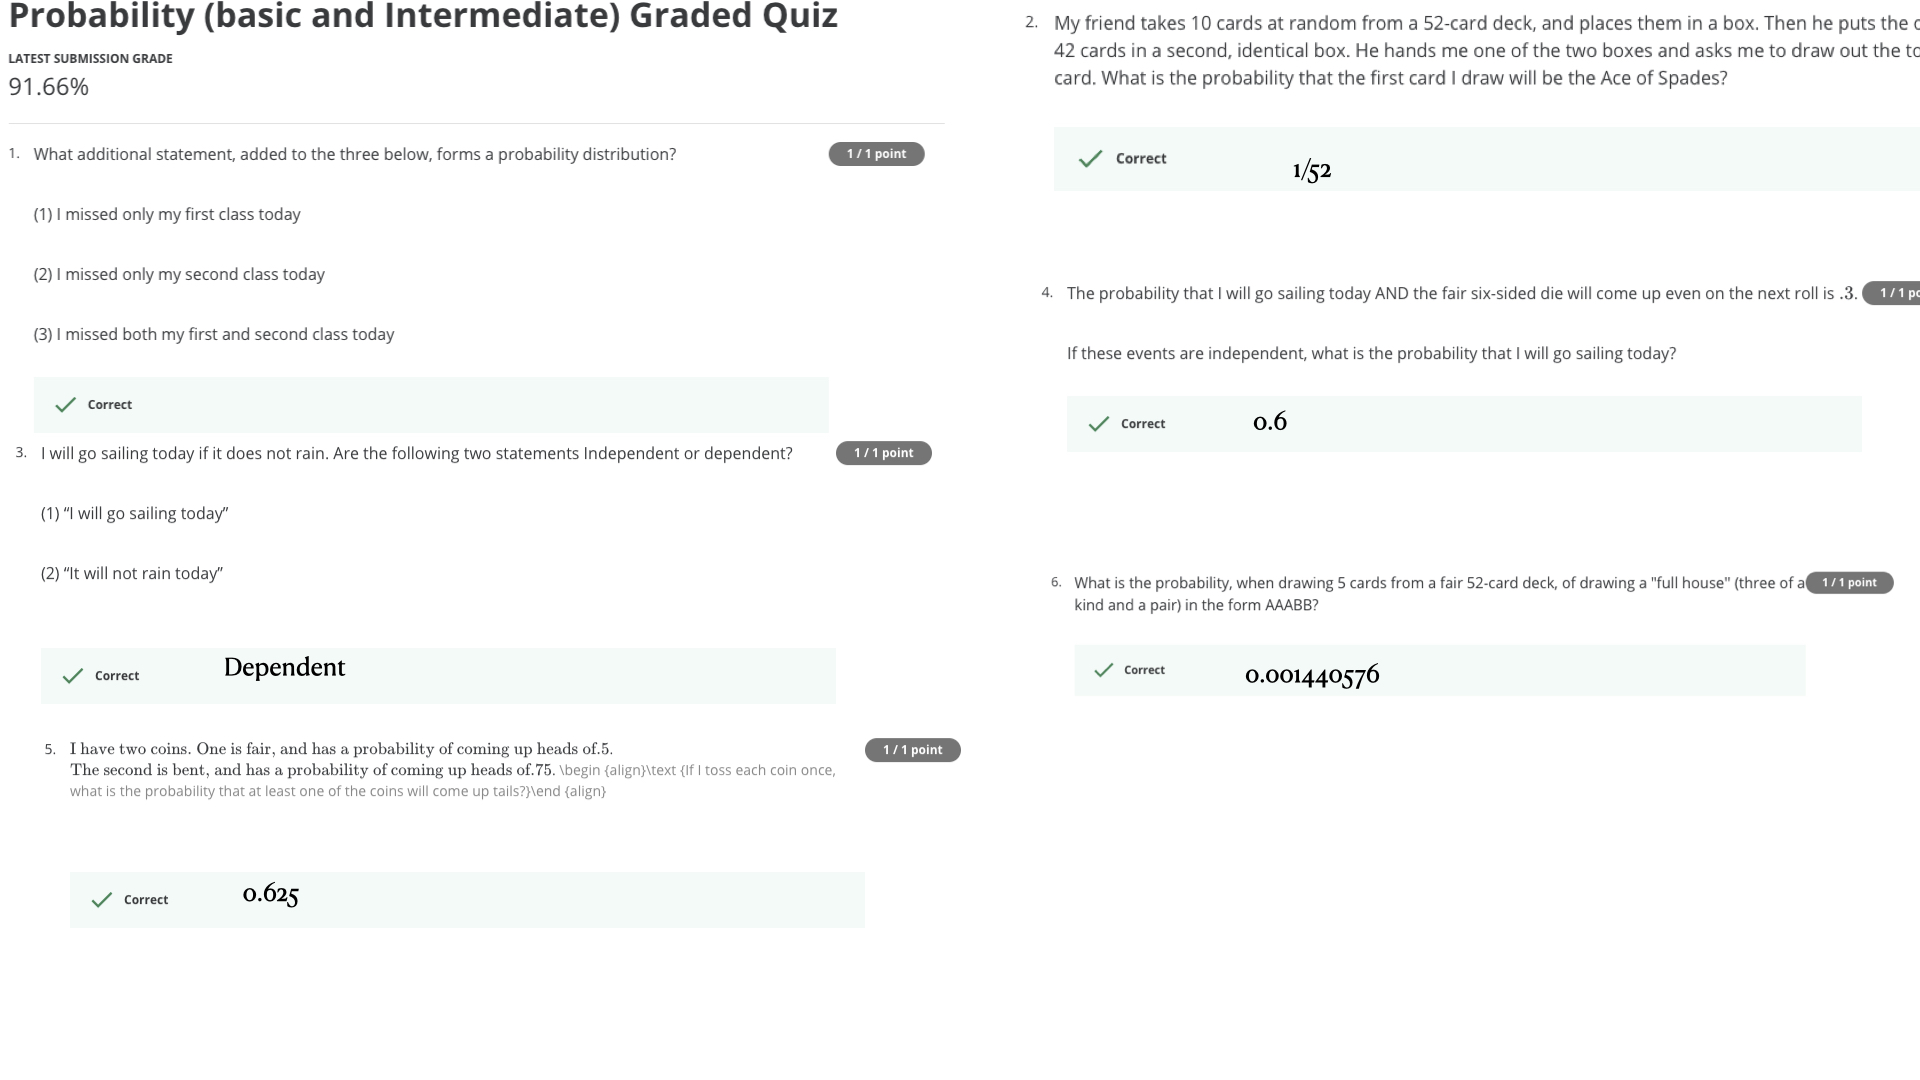 Probability (basic and Intermediate) Graded Quiz
LATEST SUBMISSION GRADE
91.66%
1. What additional statement, added to the three below, forms a probability distribution? 1 / 1 point
(1) I missed only my first class today
(2) I missed only my second class today
(3) I missed both my first and second class today
Correct
2. My friend takes 10 cards at random from a 52-card deck, and places them in a box. Then he puts the
42 cards in a second, identical box. He hands me one of the two boxes and asks me to draw out the
card. What is the probability that the first card I draw will be the Ace of Spades?
Correct 1/52
3. I will go sailing today if it does not rain. Are the following two statements Independent or dependent? 1 / 1 point
(1) “I will go sailing today”
(2) “It will not rain today”
Correct Dependent
4. The probability that I will go sailing today AND the fair six-sided die will come up even on the next roll is .3. 1 / 1
If these events are independent, what is the probability that I will go sailing today?
Correct 0.6
5. I have two coins. One is fair, and has a probability of coming up heads of.5. 1 / 1 point
The second is bent, and has a probability of coming up heads of.75. \begin {align}\text {If I toss each coin once,
what is the probability that at least one of the coins will come up tails?}\end {align}
Correct 0.625
6. What is the probability, when drawing 5 cards from a fair 52-card deck, of drawing a "full house" (three of a 1 / 1 point
kind and a pair) in the form AAABB?
Correct 0.001440576